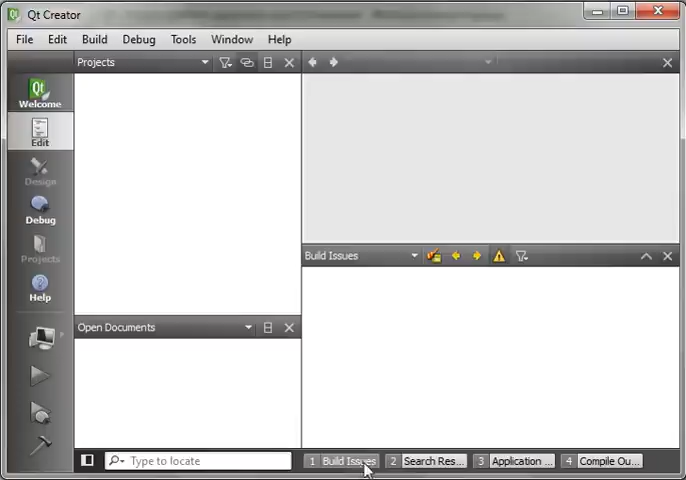 Qt Creator
File Edit Build Debug Tools Window Help
Projects
Qt
Welcome
Edit
Design
Debug
Projects
Help
Build Issues
Open Documents
Type to locate
1 Build Issues 2 Search Res... 3 Application ... 4 Compile Ou...